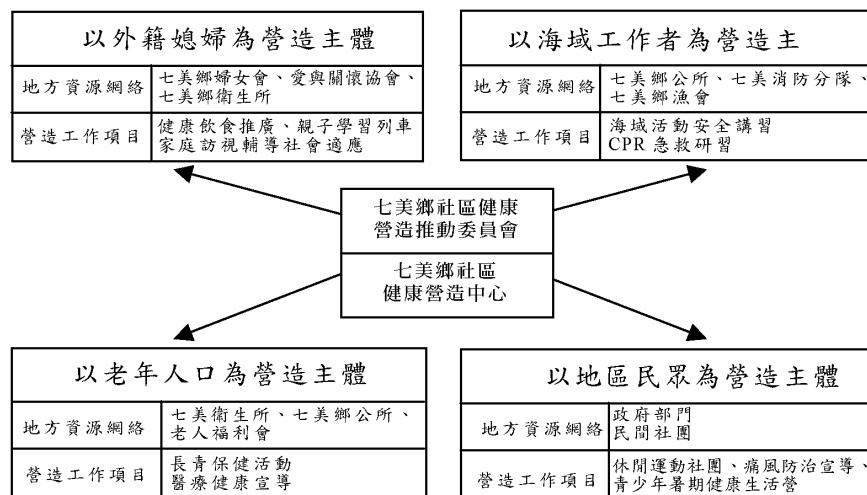 以外籍媳婦為營造主體
地方資源網絡
七美鄉婦女會、愛與關懷協會、
七美鄉衛生所
營造工作項目
健康飲食推廣、親子學習列車
家庭訪視輔導社會適應
以海域工作者為營造主
地方資源網絡
七美鄉公所、七美消防分隊、
七美鄉漁會
營造工作項目
海域活動安全講習
CPR 急救研習
七美鄉社區健康
營造推動委員會
七美鄉社區
健康營造中心
以老年人口為營造主體
地方資源網絡
七美衛生所、七美鄉公所、
老人福利會
營造工作項目
長青保健活動
醫療健康宣導
以地區民眾為營造主體
地方資源網絡
政府部門
民間社團
營造工作項目
休閒運動社團、痛風防治宣導、
青少年暑期健康生活營